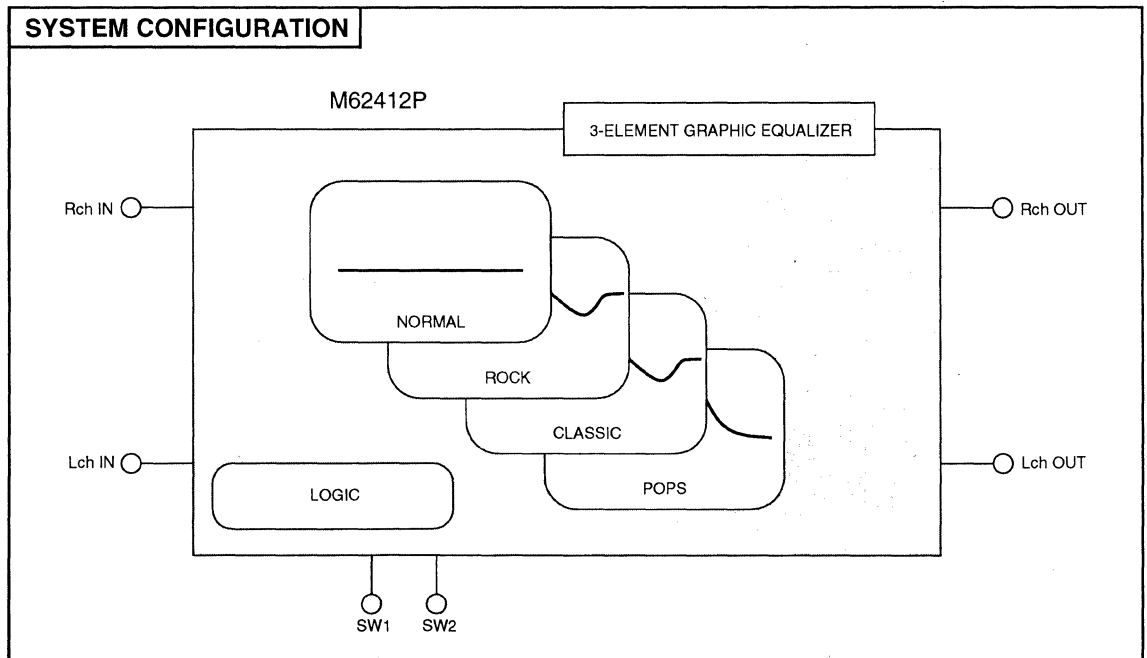 SYSTEM CONFIGURATION
M62412P
3-ELEMENT GRAPHIC EQUALIZER
Rch IN
Rch OUT
NORMAL
ROCK
CLASSIC
Lch IN
Lch OUT
LOGIC
POPS
SW1
SW2